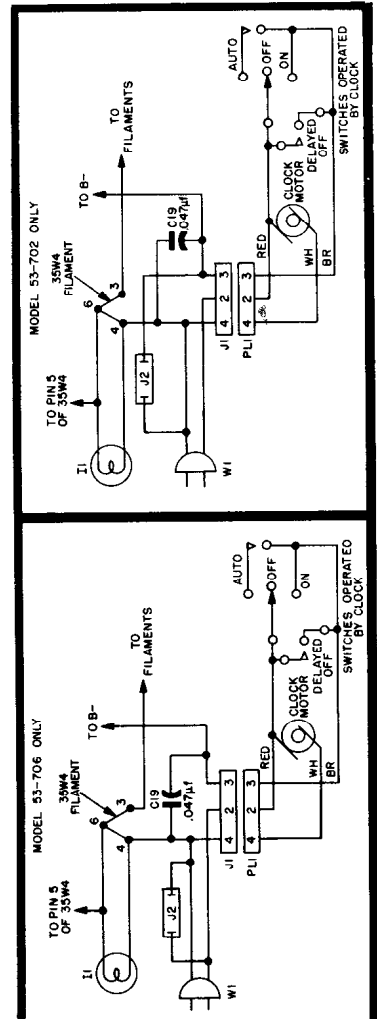 MODEL 53-706 ONLY
TO PIN 5
OF 35W4
35W4
FILAMENT
6
3
4
I1
TO
FILAMENTS
TO B-
C19
.047µf
J2
W1
4 2 3
J1
4 2 3
PL1
RED
WH
BR
CLOCK
MOTOR
DELAYED
OFF
AUTO
OFF
ON
SWITCHES OPERATED
BY CLOCK
MODEL 53-702 ONLY
TO PIN 5
OF 35W4
35W4
FILAMENT
6
3
4
I1
TO
FILAMENTS
TO B-
C19
.047µf
J2
W1
4 2 3
J1
4 2 3
PL1
RED
WH
BR
CLOCK
MOTOR
DELAYED
OFF
AUTO
OFF
ON
SWITCHES OPERATED
BY CLOCK